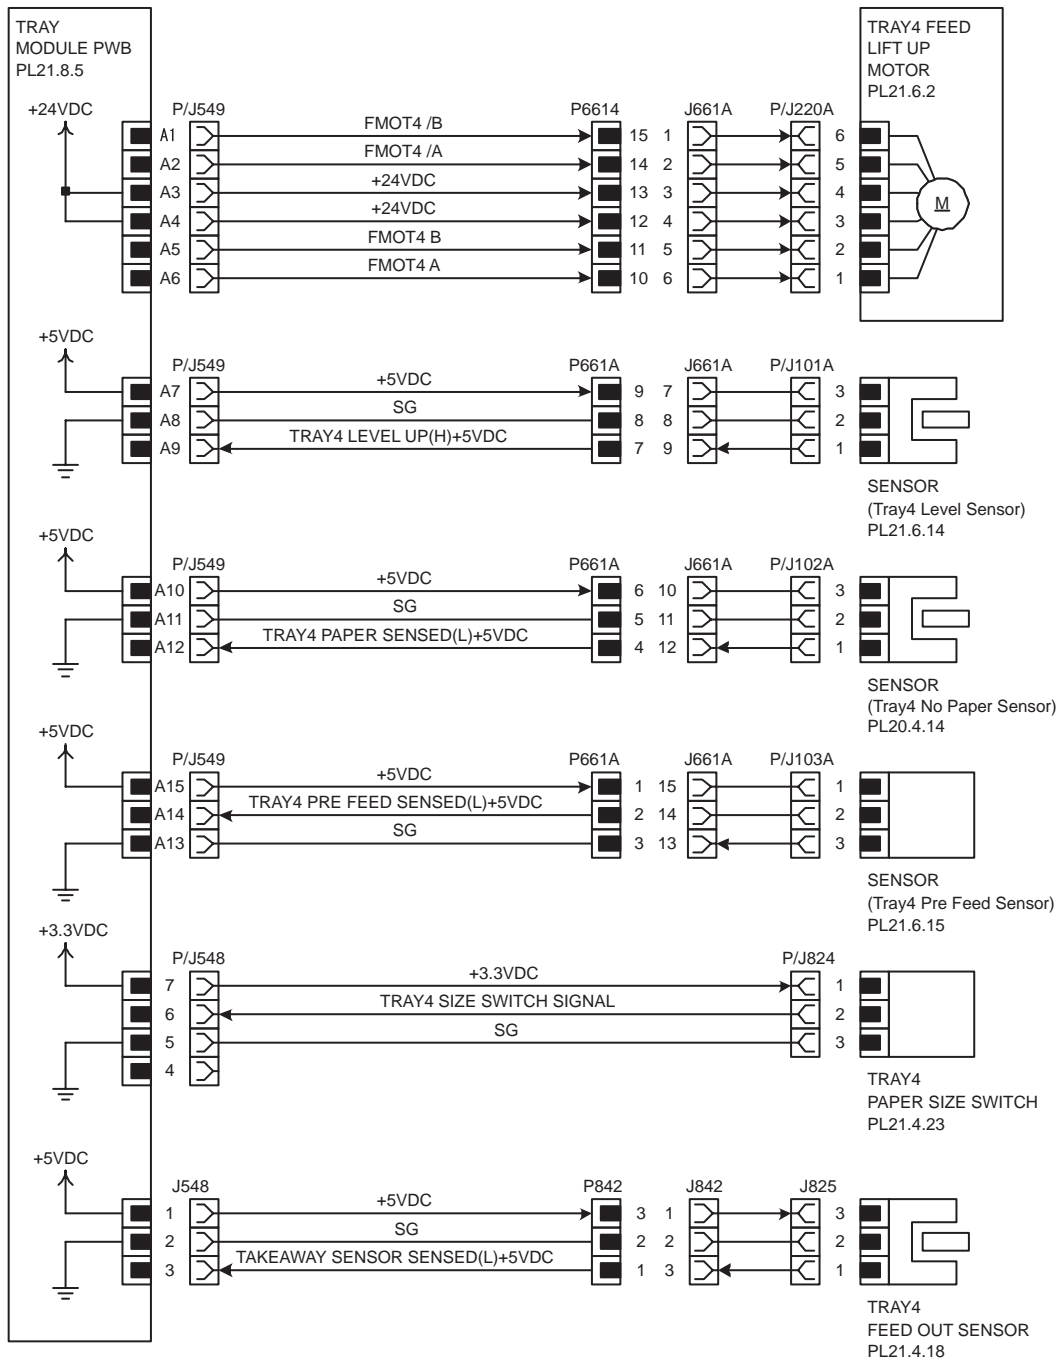 TRAY
MODULE PWB
PL21.8.5
TRAY4 FEED
LIFT UP
MOTOR
PL21.6.2
+24VDC
P/J549
P6614
J661A
P/J220A
A1
FMOT4 /B
15 1
6
A2
FMOT4 /A
14 2
5
A3
+24VDC
13 3
4
A4
+24VDC
12 4
3
A5
FMOT4 B
11 5
2
A6
FMOT4 A
10 6
1
M
+5VDC
P/J549
P661A
J661A
P/J101A
A7
+5VDC
9 7
3
A8
SG
8 8
2
A9
TRAY4 LEVEL UP(H)+5VDC
7 9
1
SENSOR
(Tray4 Level Sensor)
PL21.6.14
+5VDC
P/J549
P661A
J661A
P/J102A
A10
+5VDC
6 10
3
A11
SG
5 11
2
A12
TRAY4 PAPER SENSED(L)+5VDC
4 12
1
SENSOR
(Tray4 No Paper Sensor)
PL20.4.14
+5VDC
P/J549
P661A
J661A
P/J103A
A15
+5VDC
1 15
1
A14
TRAY4 PRE FEED SENSED(L)+5VDC
2 14
2
A13
SG
3 13
3
SENSOR
(Tray4 Pre Feed Sensor)
PL21.6.15
+3.3VDC
P/J548
P/J824
7
+3.3VDC
1
6
TRAY4 SIZE SWITCH SIGNAL
2
5
SG
3
4
TRAY4
PAPER SIZE SWITCH
PL21.4.23
+5VDC
J548
P842
J842
J825
1
+5VDC
3 1
3
2
SG
2 2
2
3
TAKEAWAY SENSOR SENSED(L)+5VDC
1 3
1
TRAY4
FEED OUT SENSOR
PL21.4.18